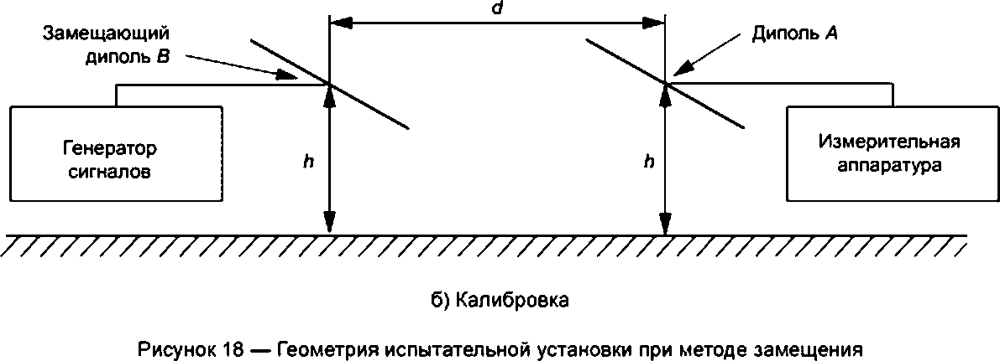 d
Замещающий
диполь B
Диполь A
Генератор
сигналов
h
h
Измерительная
аппаратура
б) Калибровка
Рисунок 18 — Геометрия испытательной установки при методе замещения